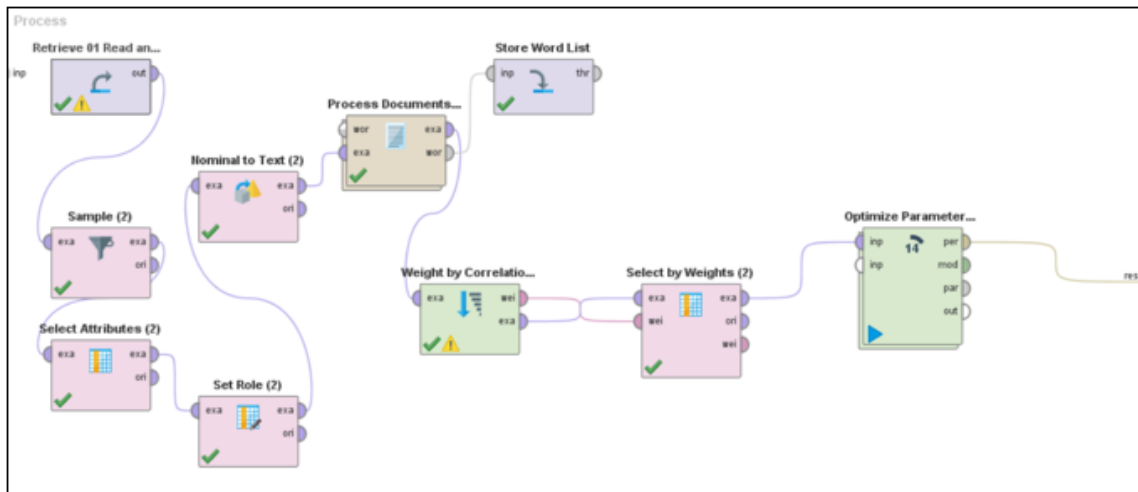 Process
Retrieve 01 Read an...
inp
out
Store Word List
inp
thr
Process Documents...
wor
exa
exa
wor
Nominal to Text (2)
exa
exa
ori
Sample (2)
exa
exa
ori
Optimize Parameter...
inp
per
inp
mod
par
out
14
res
Weight by Correlatio...
exa
wei
exa
Select by Weights (2)
exa
exa
wei
ori
wei
Select Attributes (2)
exa
exa
ori
Set Role (2)
exa
exa
ori